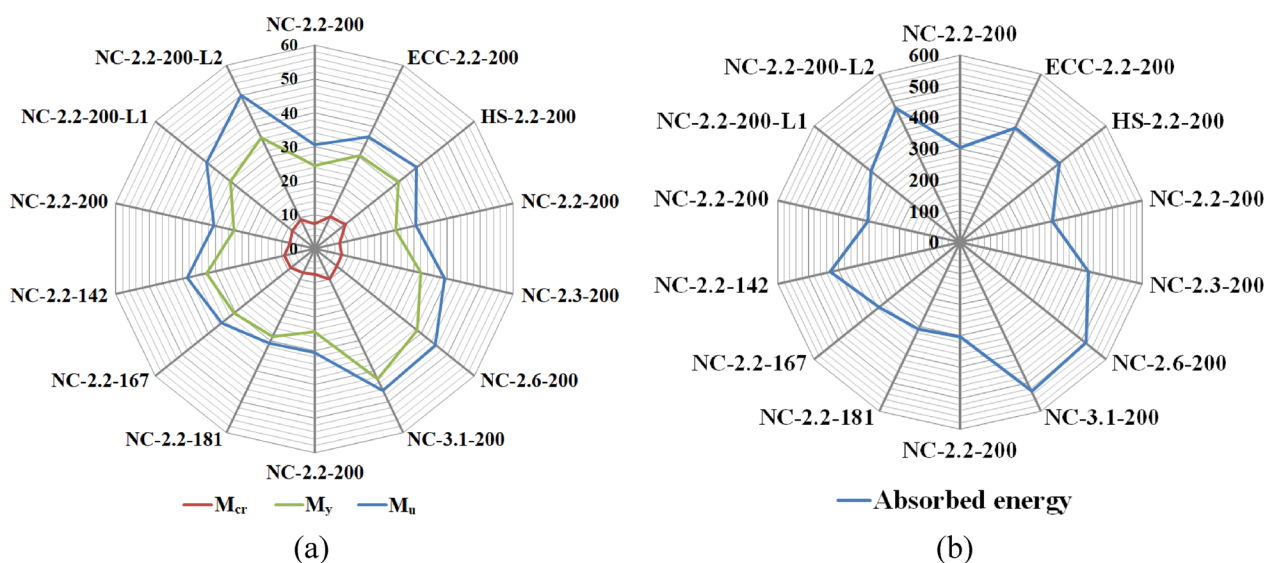 NC-2.2-200
ECC-2.2-200
HS-2.2-200
NC-2.2-200
NC-2.3-200
NC-2.6-200
NC-3.1-200
NC-2.2-200
NC-2.2-181
NC-2.2-167
NC-2.2-142
NC-2.2-200
NC-2.2-200-L1
NC-2.2-200-L2
60
50
40
30
20
10
0
Mcr My Mu
(a)
NC-2.2-200
ECC-2.2-200
HS-2.2-200
NC-2.2-200
NC-2.3-200
NC-2.6-200
NC-3.1-200
NC-2.2-200
NC-2.2-181
NC-2.2-167
NC-2.2-142
NC-2.2-200
NC-2.2-200-L1
NC-2.2-200-L2
600
500
400
300
200
100
0
Absorbed energy
(b)